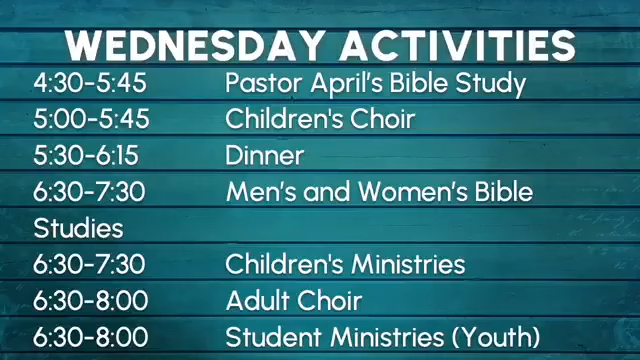 WEDNESDAY ACTIVITIES
4:30-5:45 Pastor April's Bible Study
5:00-5:45 Children's Choir
5:30-6:15 Dinner
6:30-7:30 Men's and Women's Bible
Studies
6:30-7:30 Children's Ministries
6:30-8:00 Adult Choir
6:30-8:00 Student Ministries (Youth)